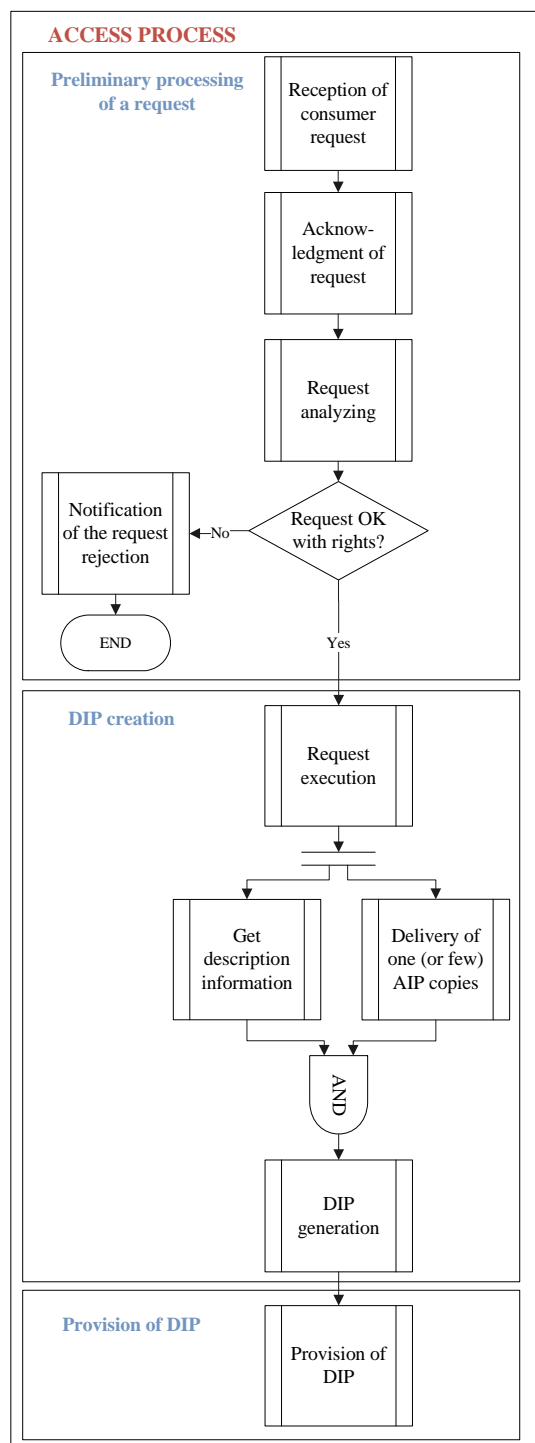 ACCESS PROCESS
Preliminary processing
of a request
Reception of
consumer
request
Acknow-
ledgment of
request
Request
analyzing
Request OK
with rights?
No
Notification
of the request
rejection
END
Yes
DIP creation
Request
execution
Get
description
information
Delivery of
one (or few)
AIP copies
AND
DIP
generation
Provision of DIP
Provision of
DIP